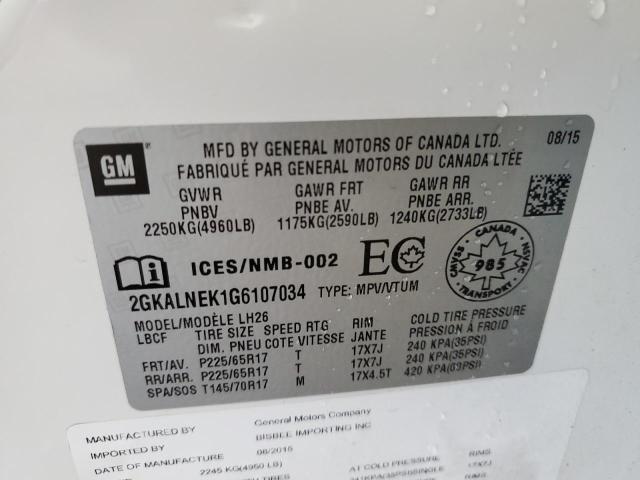 GM
MFD BY GENERAL MOTORS OF CANADA LTD. 08/15
FABRIQUÉ PAR GENERAL MOTORS DU CANADA LTÉE
GVWR GAWR FRT GAWR RR
PNBV PNBE AV. PNBE ARR.
2250KG(4960LB) 1175KG(2590LB) 1240KG(2733LB)
ICES/NMB-002 EC
CANADA
CMVSS 985 NSVAC
TRANSPORT
2GKALNEK1G6107034 TYPE: MPV/VTUM
MODEL/MODÈLE LH26
LBCF TIRE SIZE SPEED RTG RIM COLD TIRE PRESSURE
DIM. PNEU COTE VITESSE JANTE PRESSION À FROID
FRT/AV. P225/65R17 T 17X7J 240 KPA(35PSI)
RR/ARR. P225/65R17 T 17X7J 240 KPA(35PSI)
SPA/SOS T145/70R17 M 17X4.5T 420 KPA(60PSI)
MANUFACTURED BY General Motors Company
IMPORTED BY BISBEE IMPORTING INC
DATE OF MANUFACTURED 08/2015
2245 KG(4950 LB) AT COLD PRESSURE RIMS
17X7J